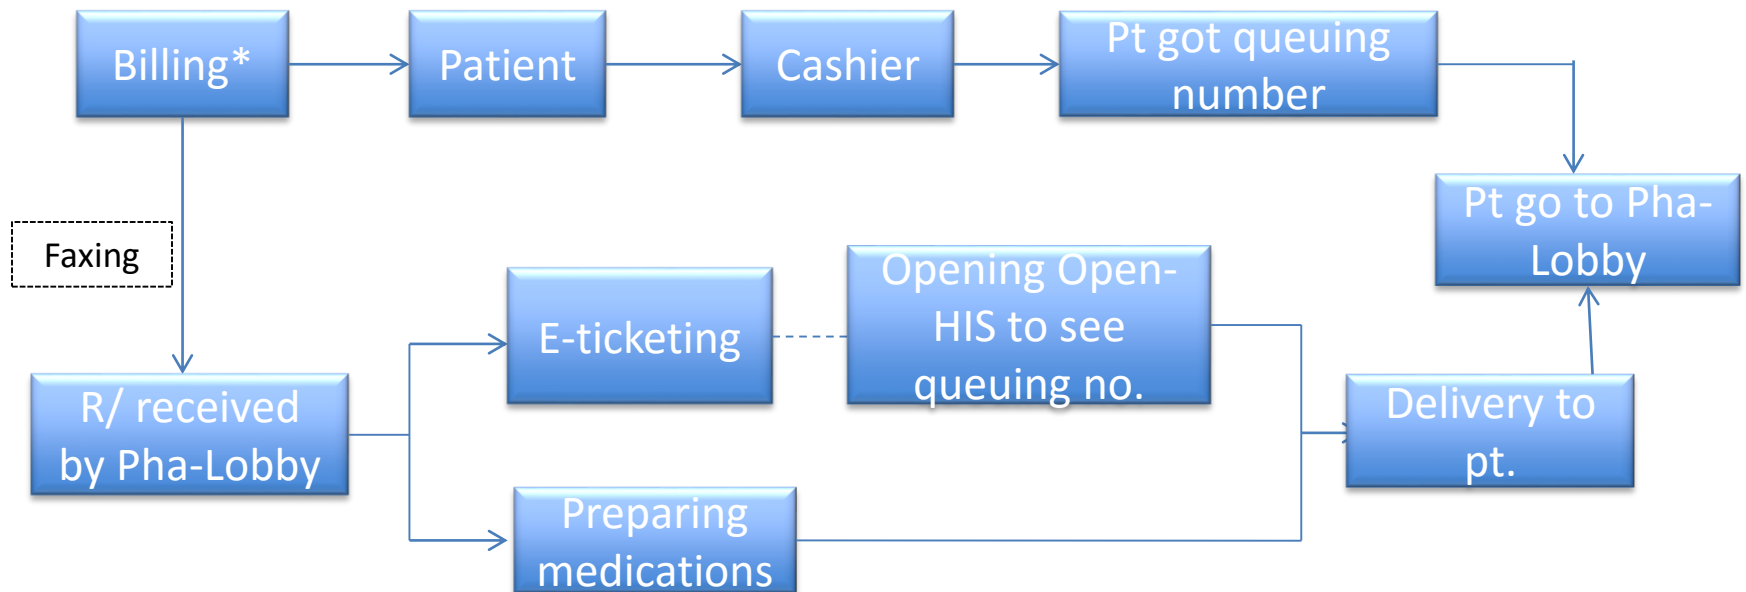 Billing*
Patient
Cashier
Pt got queuing
number
Pt go to Pha-
Lobby
Faxing
E-ticketing
Opening Open-
HIS to see
queuing no.
R/ received
by Pha-Lobby
Delivery to
pt.
Preparing
medications